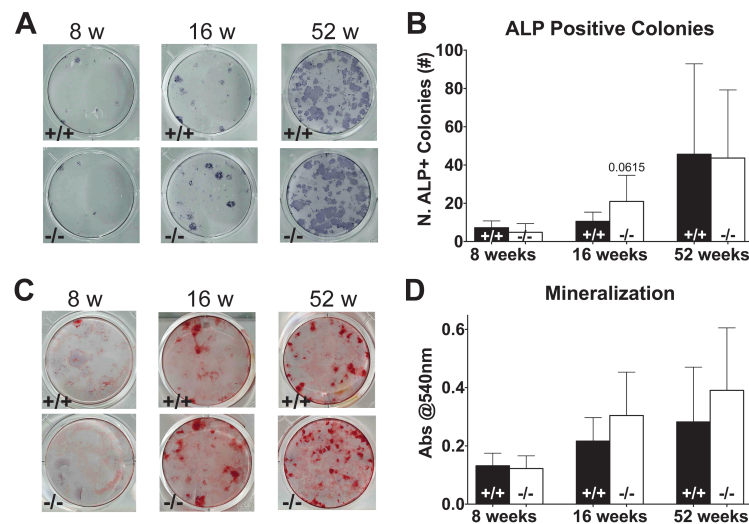 A
8 w
16 w
52 w
+/+
+/+
+/+
-/-
-/-
-/-
B
ALP Positive Colonies
N. ALP+ Colonies (#)
100
80
60
40
20
0
0.0615
+/+
-/-
+/+
-/-
+/+
-/-
8 weeks
16 weeks
52 weeks
C
8 w
16 w
52 w
+/+
+/+
+/+
-/-
-/-
-/-
D
Mineralization
Abs @540nm
0.6
0.4
0.2
0.0
+/+
-/-
+/+
-/-
+/+
-/-
8 weeks
16 weeks
52 weeks